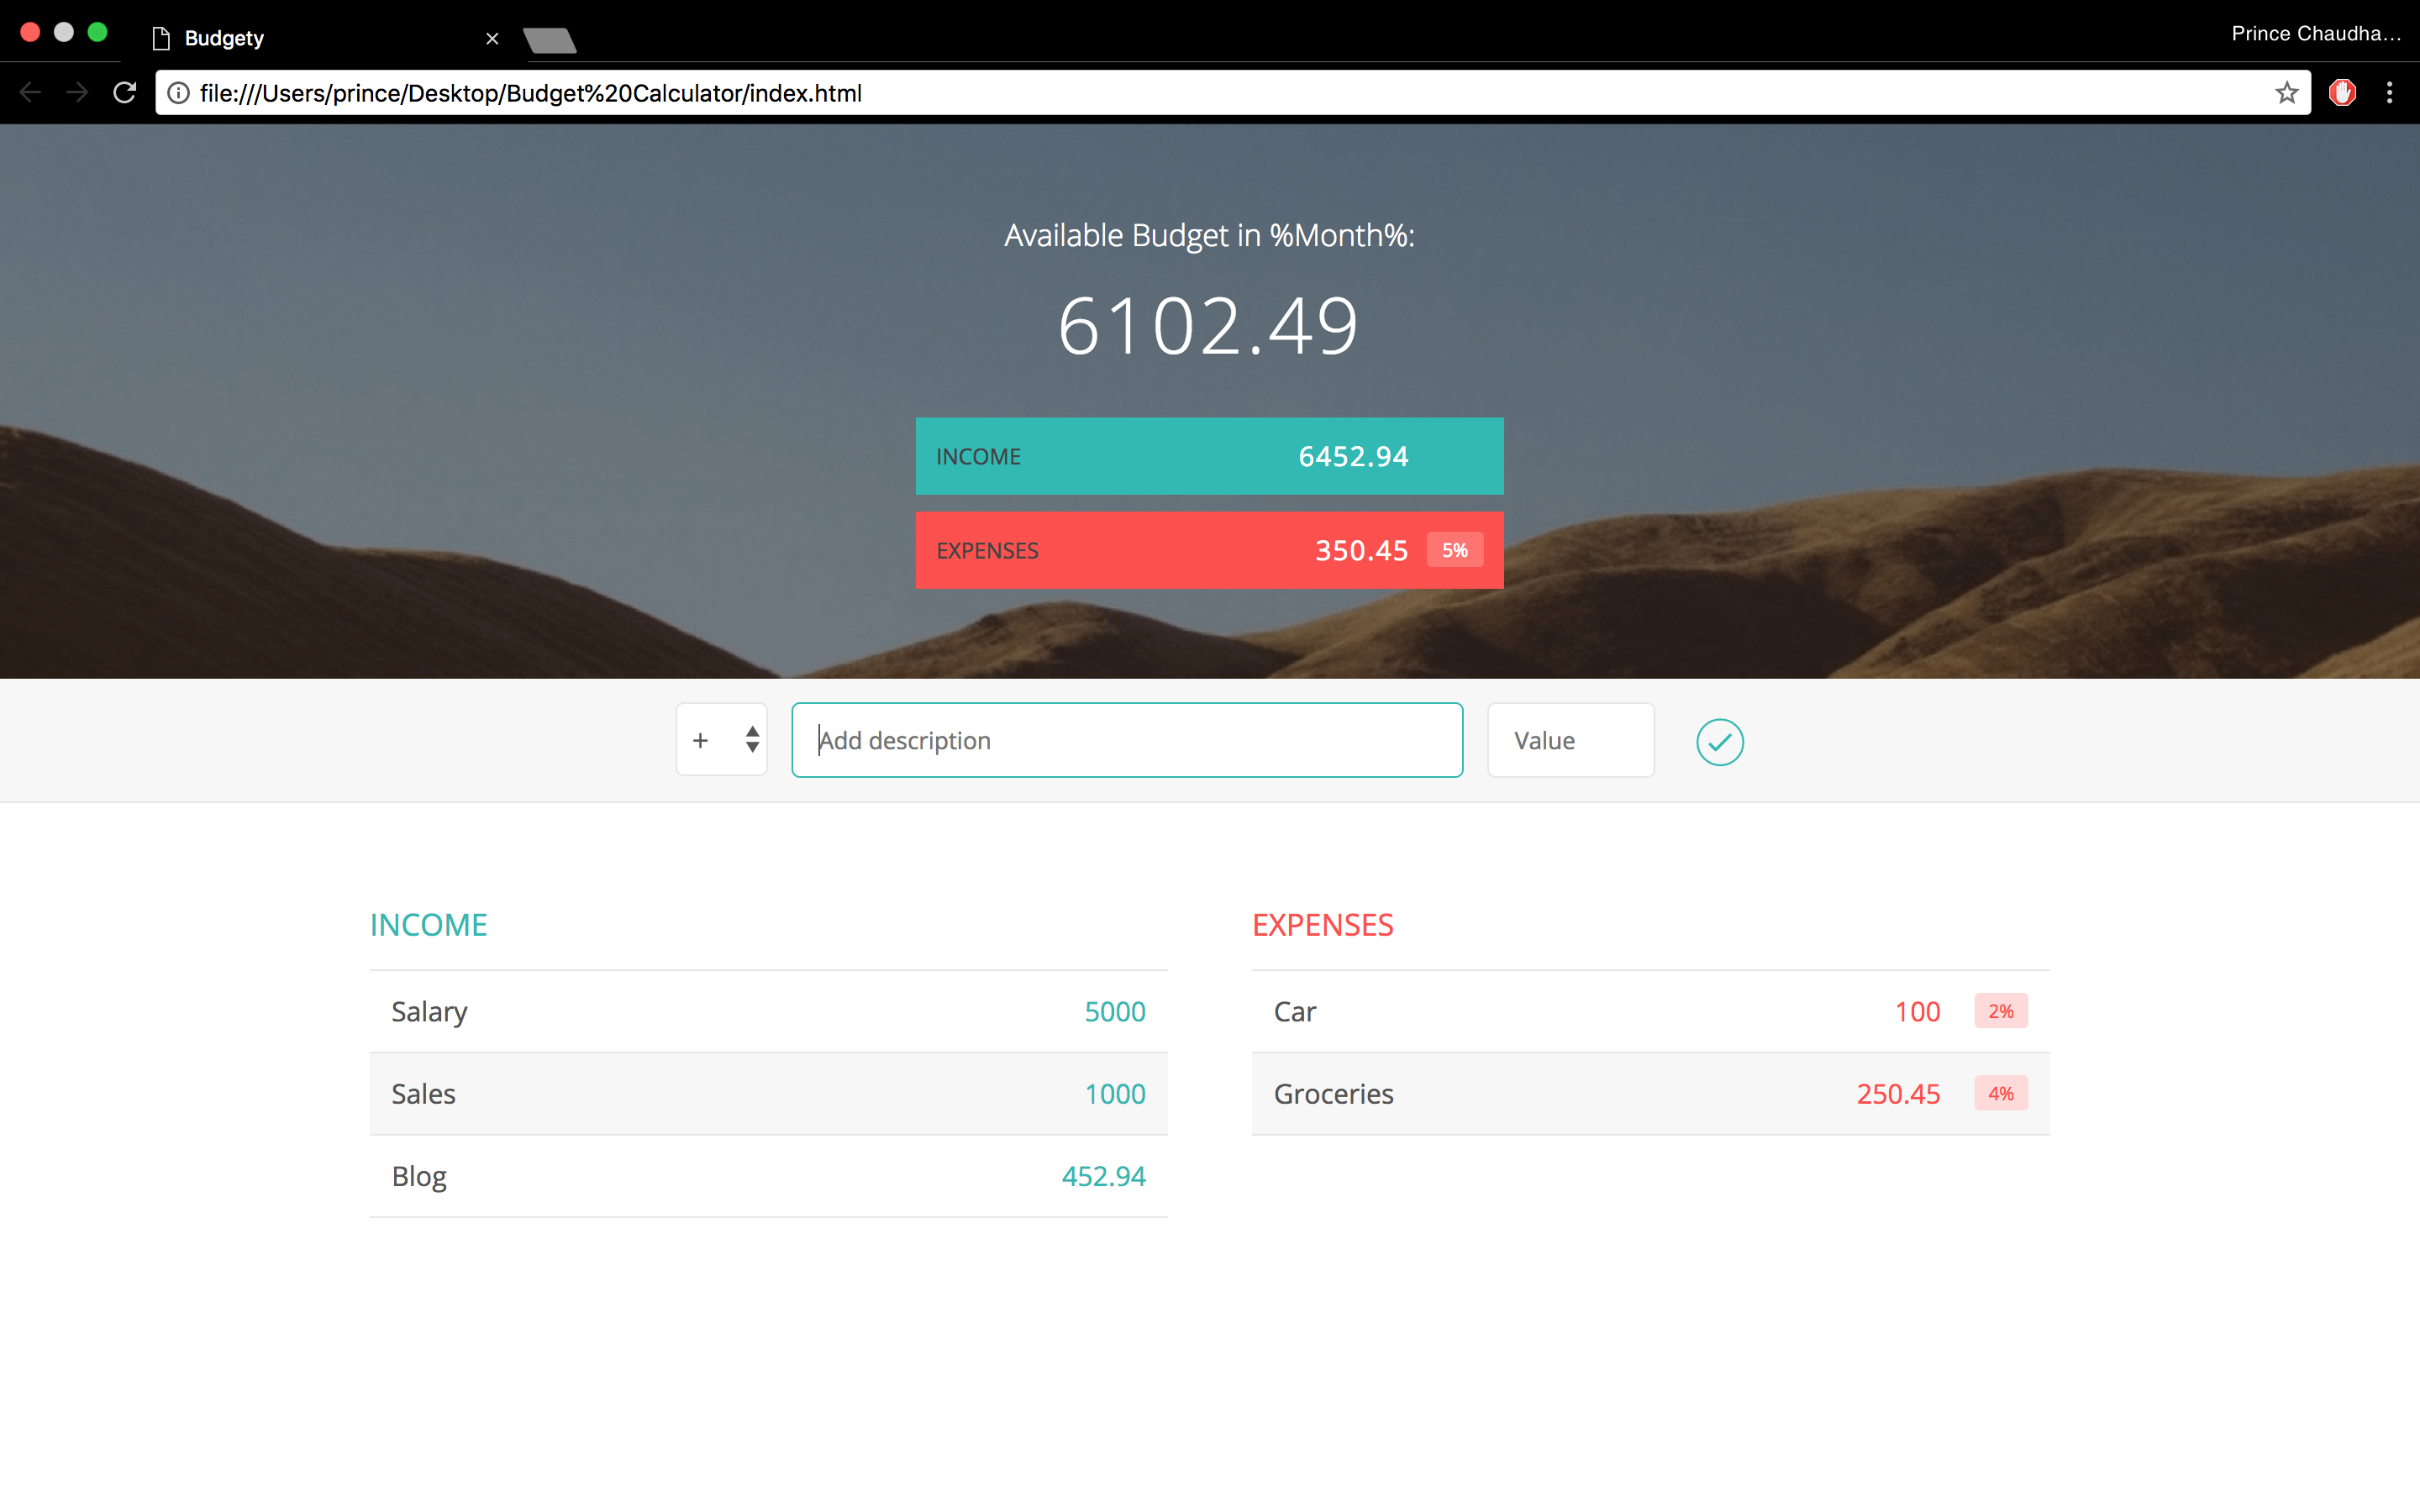 Budgety
Prince Chaudha...
file:///Users/prince/Desktop/Budget%20Calculator/index.html
Available Budget in %Month%:
6102.49
INCOME 6452.94
EXPENSES 350.45 5%
+ Add description Value
INCOME
Salary 5000
Sales 1000
Blog 452.94
EXPENSES
Car 100 2%
Groceries 250.45 4%